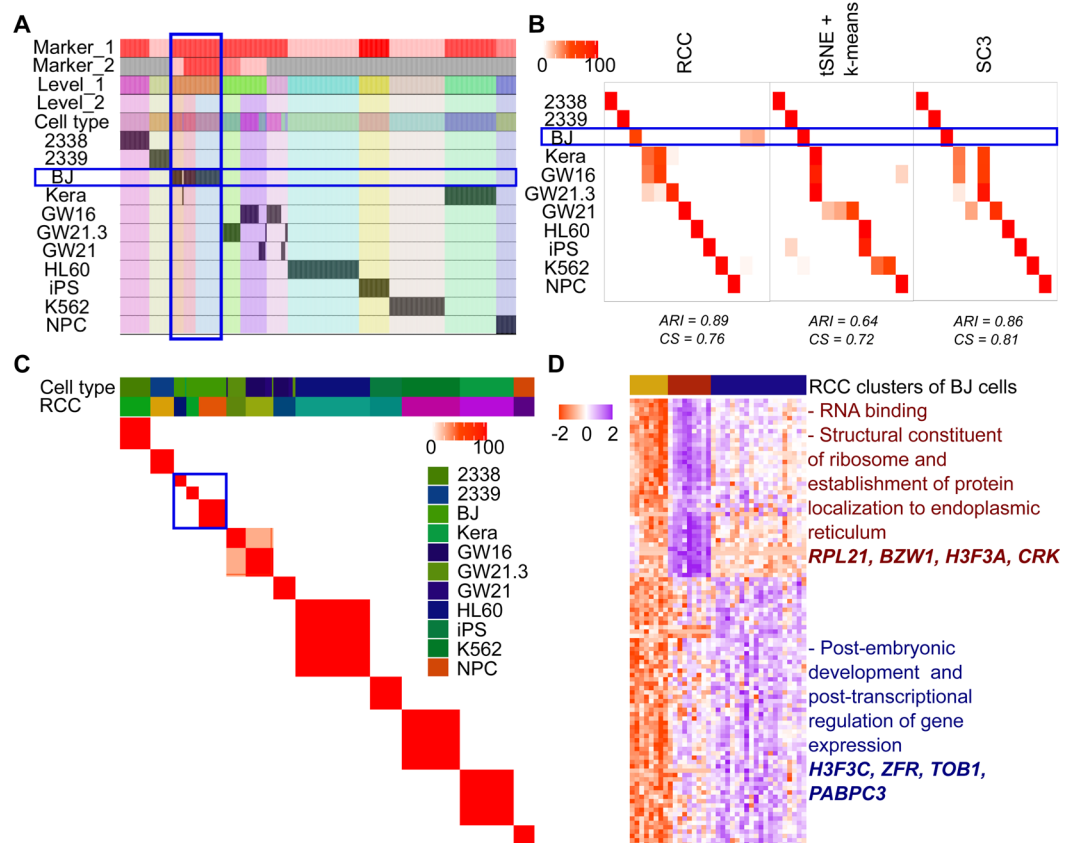 A
Marker_1
Marker_2
Level_1
Level_2
Cell type
2338
2339
BJ
Kera
GW16
GW21.3
GW21
HL60
iPS
K562
NPC
B
0 100
RCC
tSNE +
k-means
SC3
2338
2339
BJ
Kera
GW16
GW21.3
GW21
HL60
iPS
K562
NPC
ARI = 0.89
CS = 0.76
ARI = 0.64
CS = 0.72
ARI = 0.86
CS = 0.81
C
Cell type
RCC
0 100
2338
2339
BJ
Kera
GW16
GW21.3
GW21
HL60
iPS
K562
NPC
D
-2 0 2
RCC clusters of BJ cells
- RNA binding
- Structural constituent
of ribosome and
establishment of protein
localization to endoplasmic
reticulum
RPL21, BZW1, H3F3A, CRK
- Post-embryonic
development and
post-transcriptional
regulation of gene
expression
H3F3C, ZFR, TOB1,
PABPC3